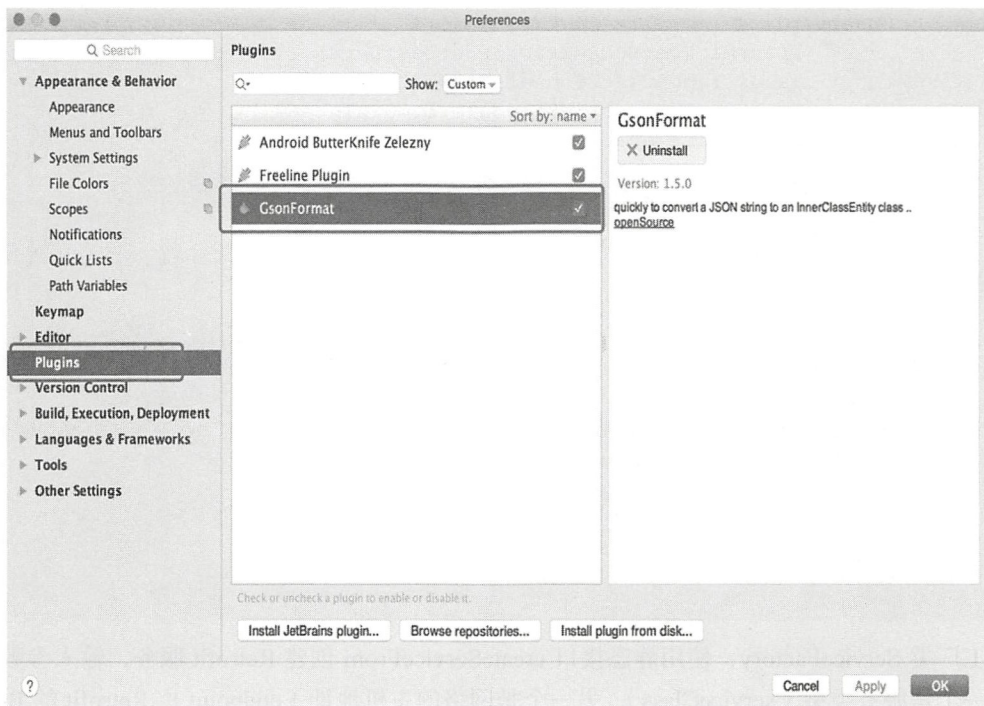 Preferences
Search
Appearance & Behavior
Appearance
Menus and Toolbars
System Settings
File Colors
Scopes
Notifications
Quick Lists
Path Variables
Keymap
Editor
Plugins
Version Control
Build, Execution, Deployment
Languages & Frameworks
Tools
Other Settings
Plugins
Show: Custom
Sort by: name
Android ButterKnife Zelezny
Freeline Plugin
GsonFormat
Check or uncheck a plugin to enable or disable it.
Install JetBrains plugin...
Browse repositories...
Install plugin from disk...
GsonFormat
Uninstall
Version: 1.5.0
quickly to convert a JSON string to an InnerClassEntity class ..
openSource
?
Cancel
Apply
OK